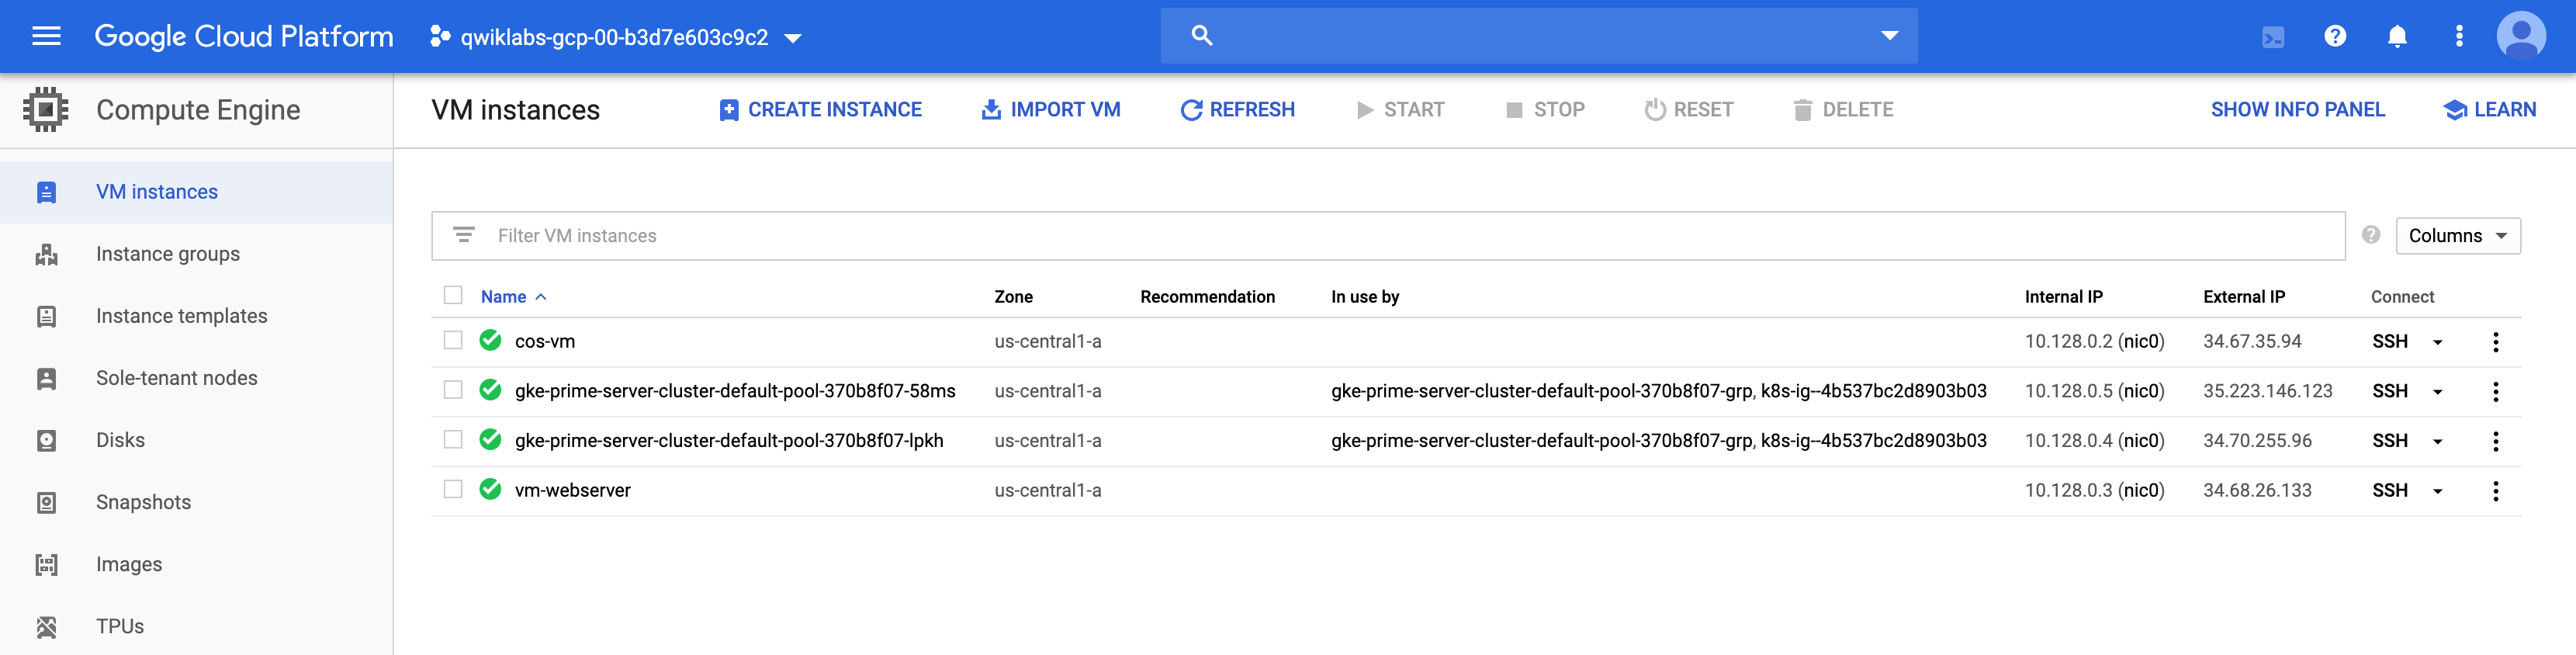 Google Cloud Platform qwiklabs-gcp-00-b3d7e603c9c2
Compute Engine
VM instances CREATE INSTANCE IMPORT VM REFRESH START STOP RESET DELETE SHOW INFO PANEL LEARN
VM instances
Instance groups
Instance templates
Sole-tenant nodes
Disks
Snapshots
Images
TPUs
Filter VM instances Columns
Name Zone Recommendation In use by Internal IP External IP Connect
cos-vm us-central1-a 10.128.0.2 (nic0) 34.67.35.94 SSH
gke-prime-server-cluster-default-pool-370b8f07-58ms us-central1-a gke-prime-server-cluster-default-pool-370b8f07-grp, k8s-ig--4b537bc2d8903b03 10.128.0.5 (nic0) 35.223.146.123 SSH
gke-prime-server-cluster-default-pool-370b8f07-lpkh us-central1-a gke-prime-server-cluster-default-pool-370b8f07-grp, k8s-ig--4b537bc2d8903b03 10.128.0.4 (nic0) 34.70.255.96 SSH
vm-webserver us-central1-a 10.128.0.3 (nic0) 34.68.26.133 SSH